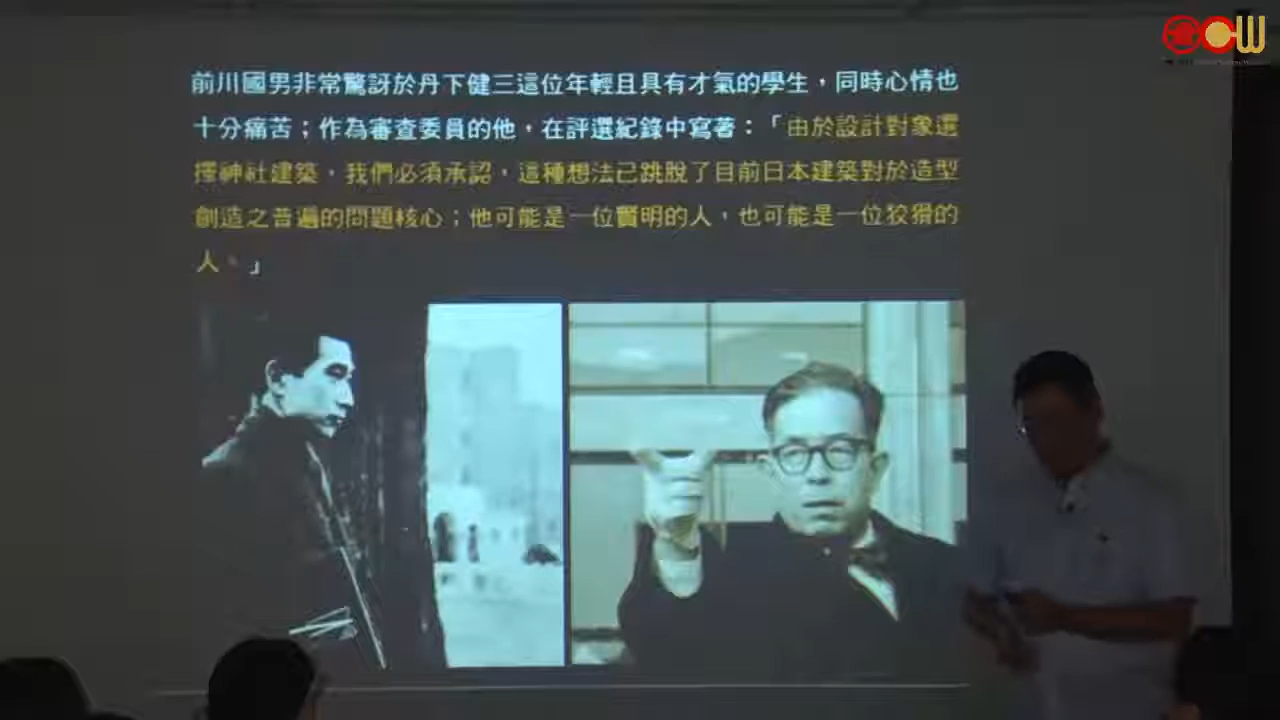 前川國男非常驚訝於丹下健三這位年輕且具有才氣的學生，同時心情也
十分痛苦；作為審查委員的他，在評選紀錄中寫著：「由於設計對象選
擇神社建築，我們必須承認，這種想法已跳脫了目前日本建築對於造型
創造之普遍的問題核心；他可能是一位賢明的人，也可能是一位狡猾的
人。」